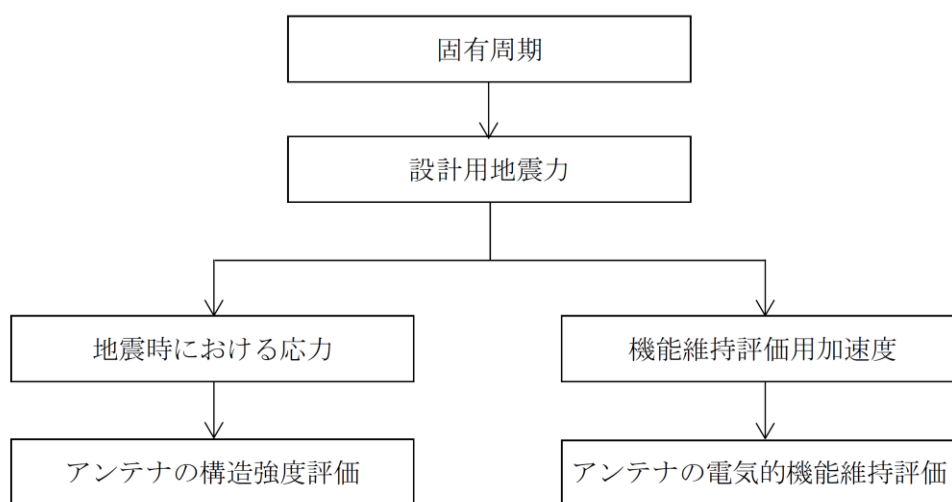 固有周期
設計用地震力
地震時における応力
機能維持評価用加速度
アンテナの構造強度評価
アンテナの電気的機能維持評価